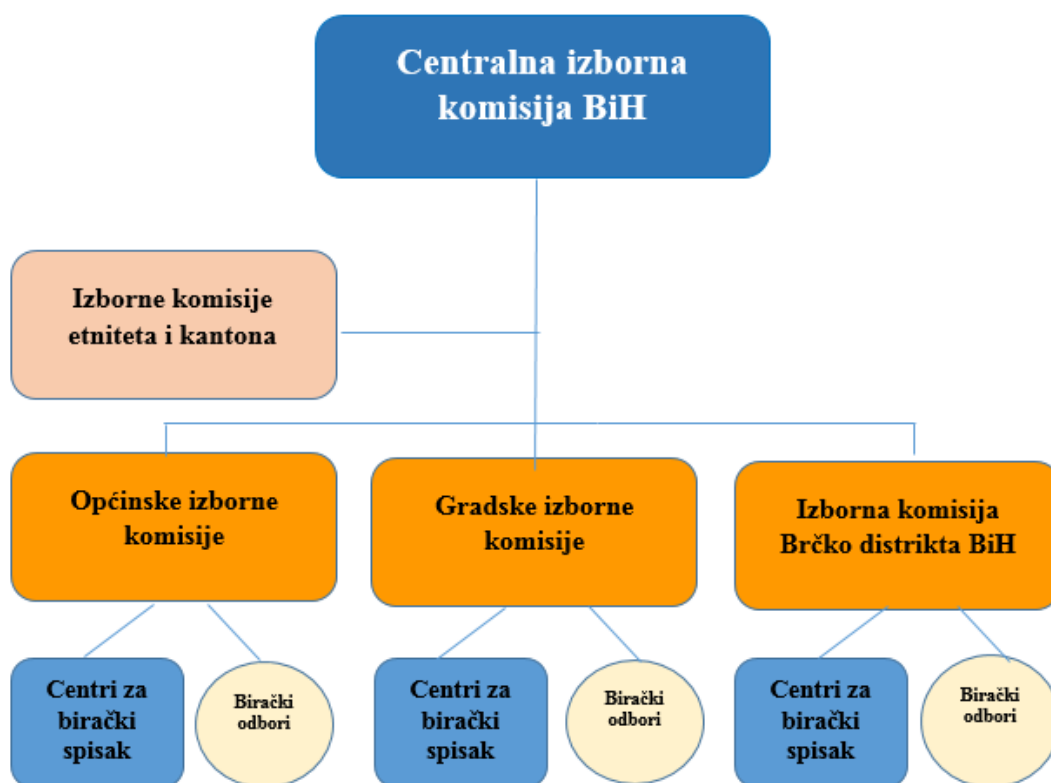 Centralna izborna
komisija BiH
Izborne komisije
etniteta i kantona
Općinske izborne
komisije
Gradske izborne
komisije
Izborna komisija
Brčko distrikta BiH
Centri za
birački
spisak
Birački
odbori
Centri za
birački
spisak
Birački
odbori
Centri za
birački
spisak
Birački
odbori